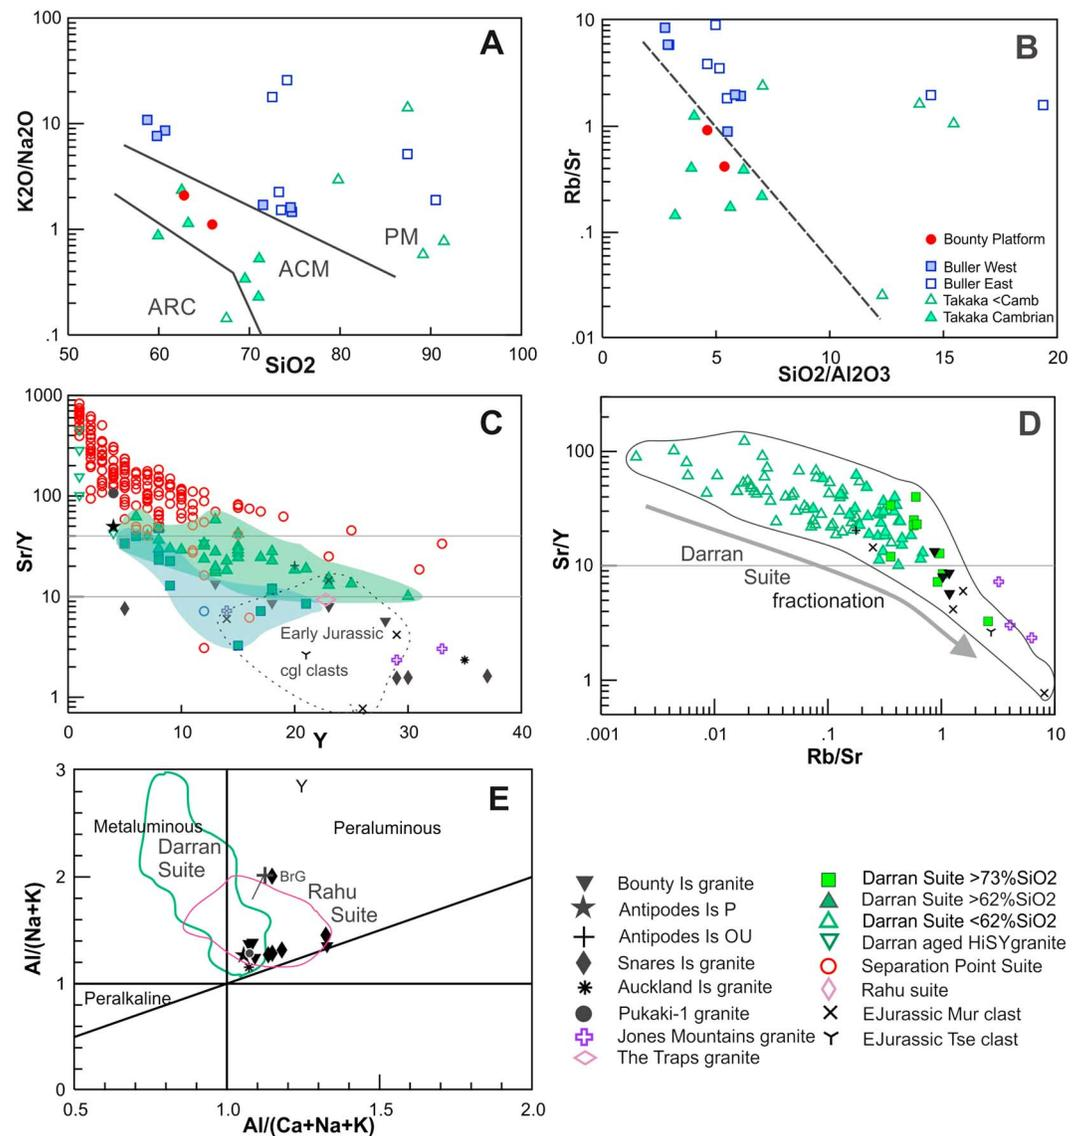 A
100
10
1
.1
K2O/Na2O
PM
ACM
ARC
50
60
70
80
90
100
SiO2
B
10
1
.1
.01
Rb/Sr
Bounty Platform
Buller West
Buller East
Takaka <Camb
Takaka Cambrian
0
5
10
15
20
SiO2/Al2O3
C
1000
100
10
1
Sr/Y
Early Jurassic
cgl clasts
0
10
20
30
40
Y
D
100
10
1
Sr/Y
Darran
Suite
fractionation
.001
.01
.1
1
10
Rb/Sr
E
3
2
1
0
Al/(Na+K)
Metaluminous
Peraluminous
Darran
Suite
BrG
Rahu
Suite
Peralkaline
0.5
1.0
1.5
2.0
Al/(Ca+Na+K)
Bounty Is granite
Antipodes Is P
Antipodes Is OU
Snares Is granite
Auckland Is granite
Pukaki-1 granite
Jones Mountains granite
The Traps granite
Darran Suite >73%SiO2
Darran Suite >62%SiO2
Darran Suite <62%SiO2
Darran aged HiSYgranite
Separation Point Suite
Rahu suite
EJurassic Mur clast
EJurassic Tse clast